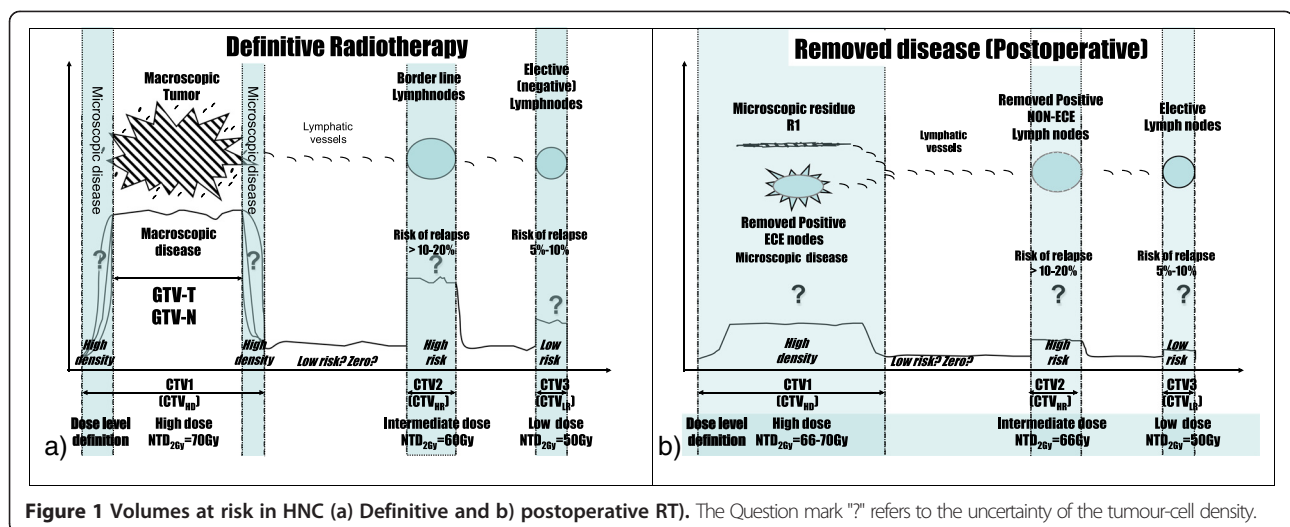 Definitive Radiotherapy
Macroscopic
Tumor
Border line
Lymphnodes
Elective
(negative)
Lymphnodes
Microscopic disease
Microscopic disease
Lymphatic
vessels
Macroscopic
disease
Risk of relapse
> 10-20%
Risk of relapse
5%-10%
?
?
?
?
GTV-T
GTV-N
High
density
High
density
Low risk? Zero?
High
risk
Low
risk
CTV1
(CTVHD)
CTV2
(CTVHR)
CTV3
(CTVLR)
Dose level
definition
High dose
NTD2Gy=70Gy
Intermediate dose
NTD2Gy=60Gy
Low dose
NTD2Gy=50Gy
a)
Removed disease (Postoperative)
Microscopic residue
R1
Lymphatic
vessels
Removed Positive
NON-ECE
Lymph nodes
Elective
Lymph nodes
Removed Positive
ECE nodes
Microscopic disease
Risk of relapse
> 10-20%
Risk of relapse
5%-10%
?
?
?
High
density
Low risk? Zero?
High
risk
Low
risk
CTV1
(CTVHD)
CTV2
(CTVHR)
CTV3
(CTVLR)
Dose level
definition
High dose
NTD2Gy=66-70Gy
Intermediate dose
NTD2Gy=66Gy
Low dose
NTD2Gy=50Gy
b)
Figure 1 Volumes at risk in HNC (a) Definitive and b) postoperative RT). The Question mark "?" refers to the uncertainty of the tumour-cell density.